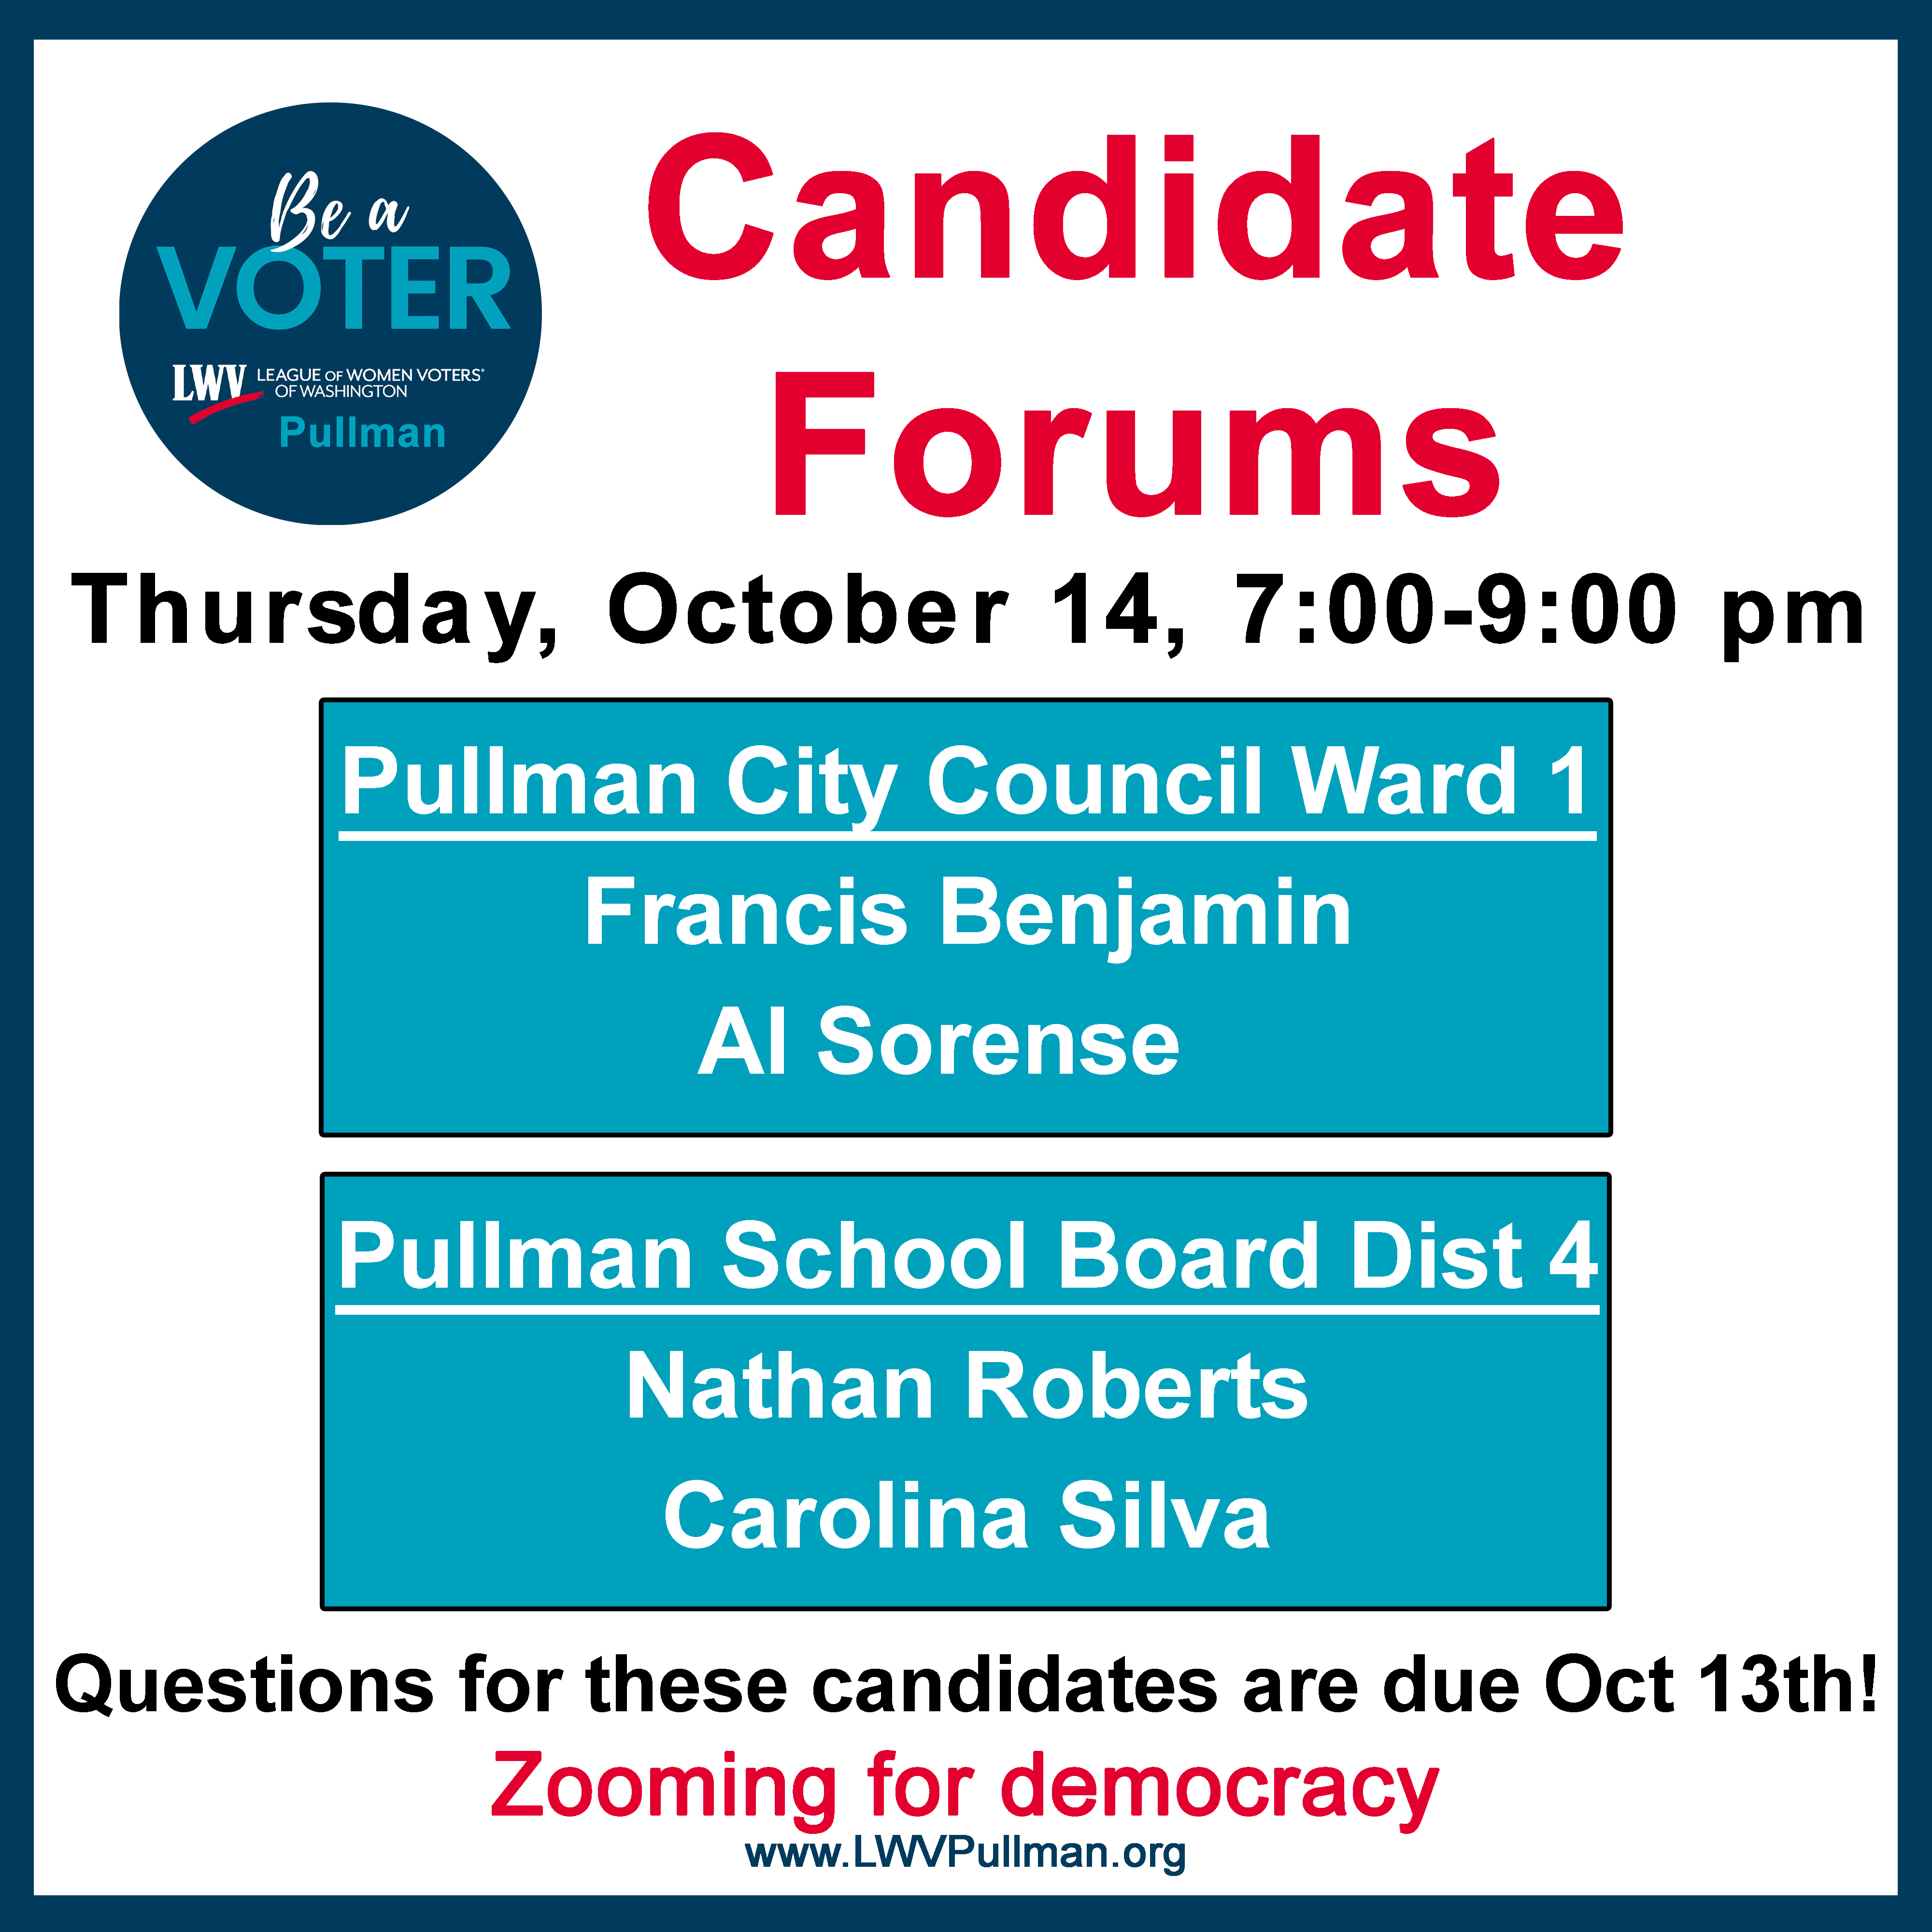 Be a
VOTER
LWV LEAGUE OF WOMEN VOTERS®
OF WASHINGTON
Pullman
Candidate
Forums
Thursday, October 14, 7:00-9:00 pm
Pullman City Council Ward 1
Francis Benjamin
Al Sorense
Pullman School Board Dist 4
Nathan Roberts
Carolina Silva
Questions for these candidates are due Oct 13th!
Zooming for democracy
www.LWVPullman.org